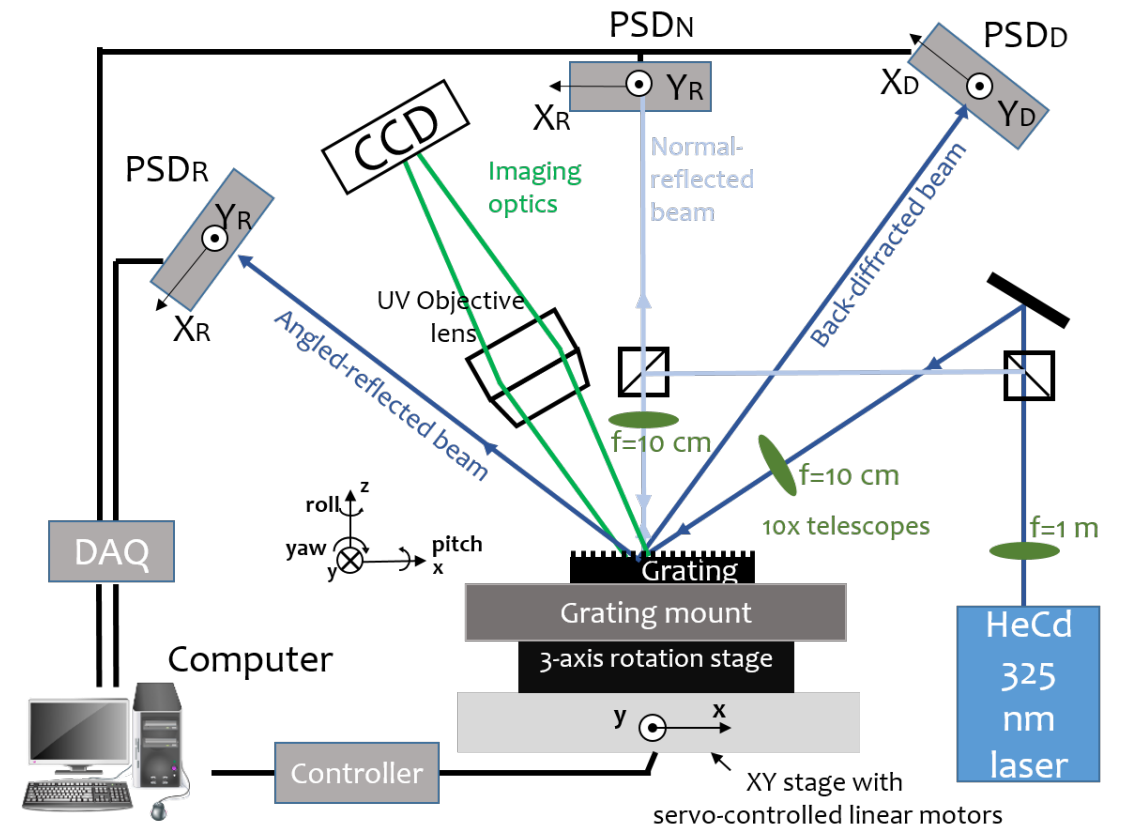 PSDN
PSDD
XR
YR
XD
YD
CCD
Normal-
reflected
beam
Imaging
optics
PSDR
YR
XR
UV Objective
lens
Back-diffracted beam
Angled-reflected beam
f=10 cm
f=10 cm
10x telescopes
f=1 m
z
roll
yaw
y
pitch
x
DAQ
Grating
Grating mount
3-axis rotation stage
y
x
HeCd
325
nm
laser
Computer
Controller
XY stage with
servo-controlled linear motors